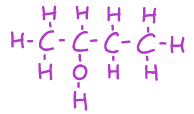 H H H H
H-C-C-C-C-H
H O H H
H